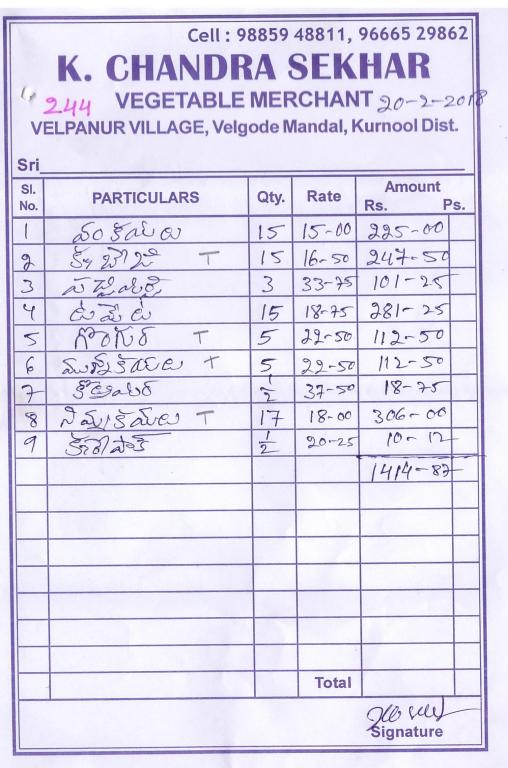 Cell : 98859 48811, 96665 29862
K. CHANDRA SEKHAR
244 VEGETABLE MERCHANT 20-2-2018
VELPANUR VILLAGE, Velgode Mandal, Kurnool Dist.
Sri
Sl. No. PARTICULARS Qty. Rate Amount Rs. Ps.
1 వంకాయలు 15 15-00 225-00
2 క్యాబేజి T 15 16-50 247-50
3 3 33-75 101-25
4 టమేట 15 18-75 281-25
5 గోంగుర T 5 22-50 112-50
6 మునక్కాయలు T 5 22-50 112-50
7 కొతిమిర 1/2 37-50 18-75
8 నిమ్మకాయలు T 17 18-00 306-00
9 కరేపాక్ 1/2 20-25 10-12
1414-87
Total
Signature